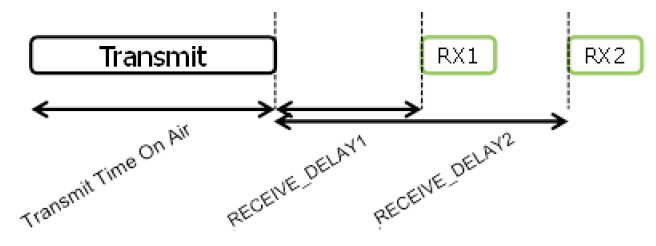 Transmit
RX1
RX2
Transmit Time On Air
RECEIVE_DELAY1
RECEIVE_DELAY2